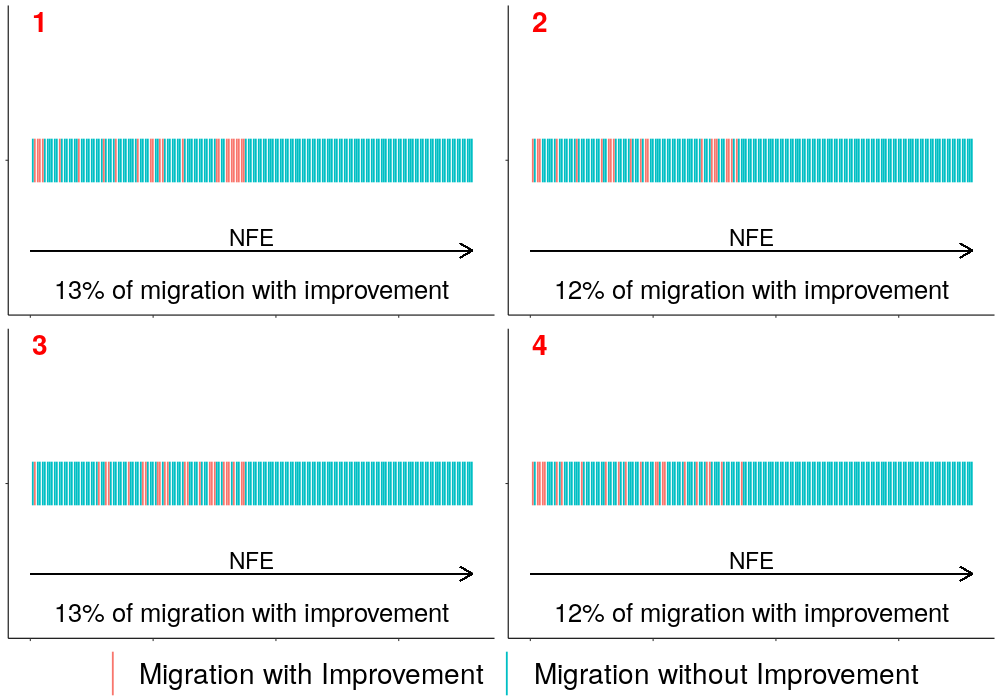 1
NFE
13% of migration with improvement
2
NFE
12% of migration with improvement
3
NFE
13% of migration with improvement
4
NFE
12% of migration with improvement
Migration with Improvement
Migration without Improvement